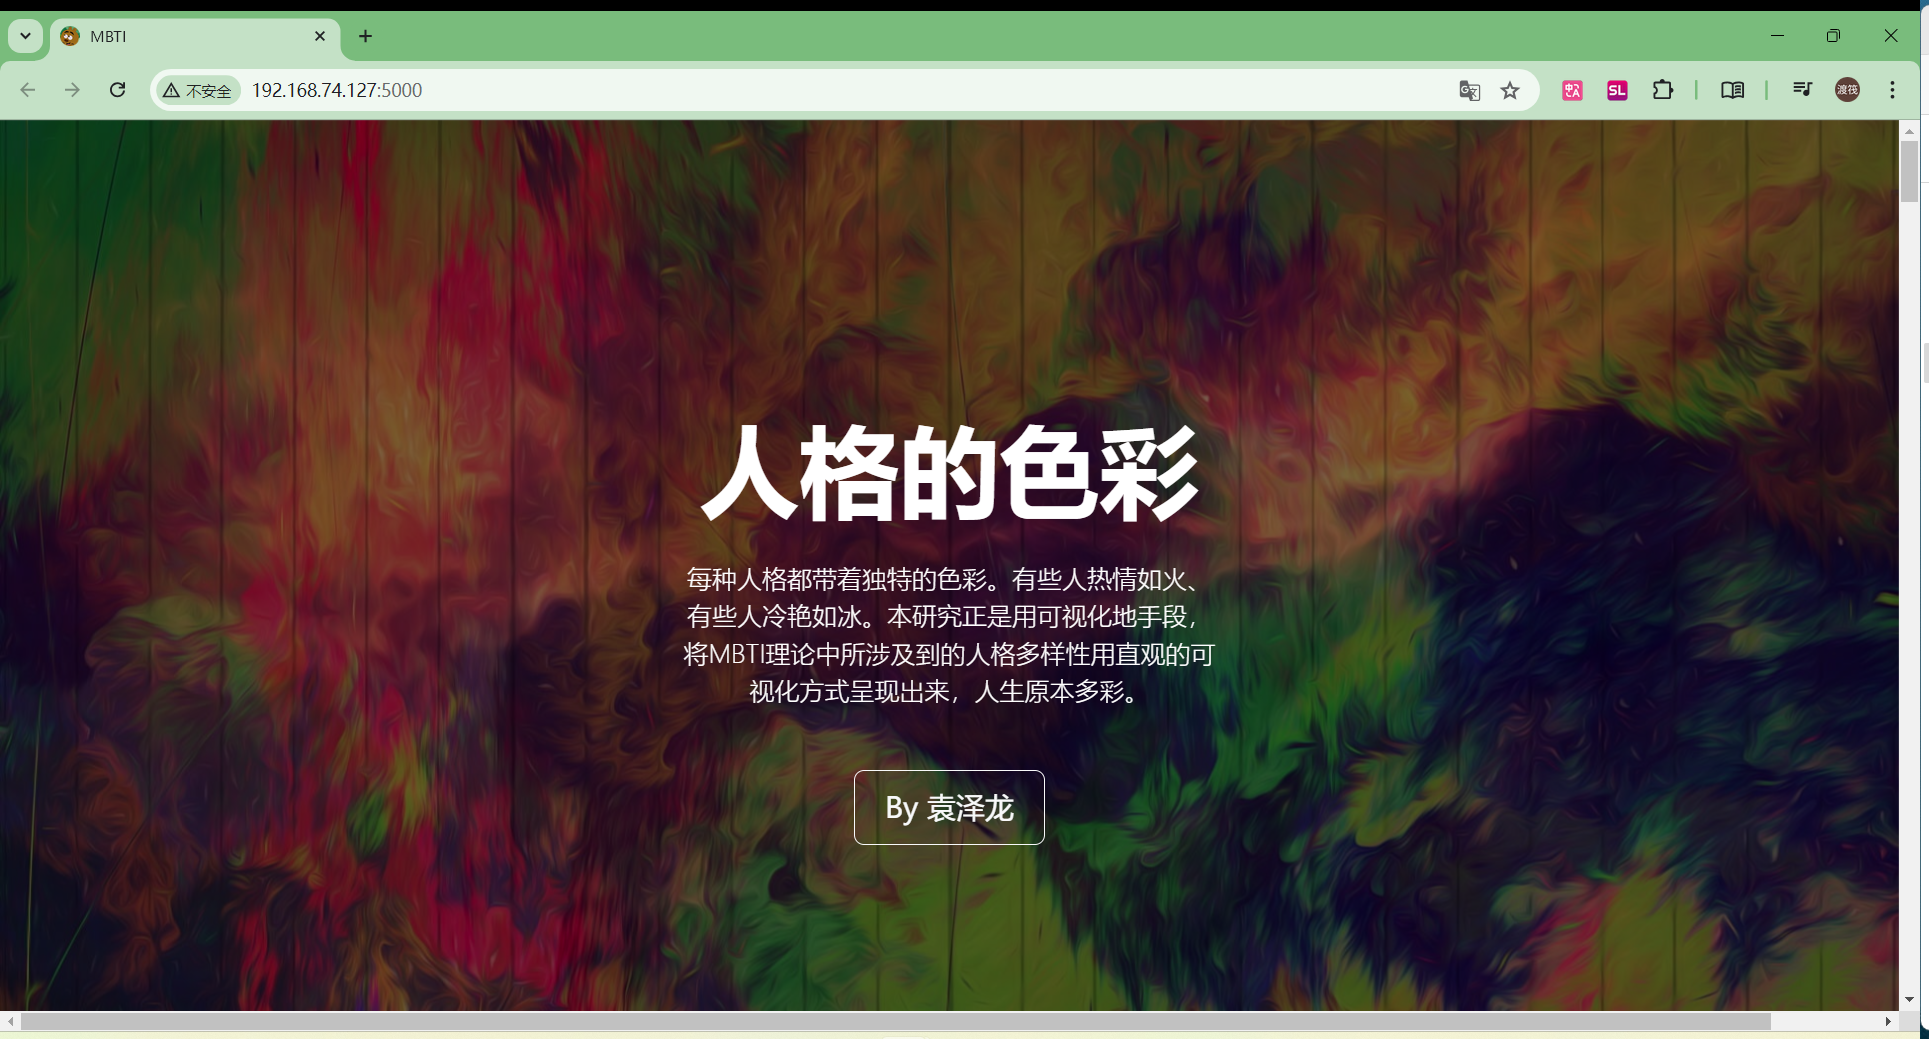 MBTI
不安全
192.168.74.127:5000
SL
渡筏
人格的色彩
每种人格都带着独特的色彩。有些人热情如火、
有些人冷艳如冰。本研究正是用可视化地手段，
将MBTI理论中所涉及到的人格多样性用直观的可
视化方式呈现出来，人生原本多彩。
By 袁泽龙